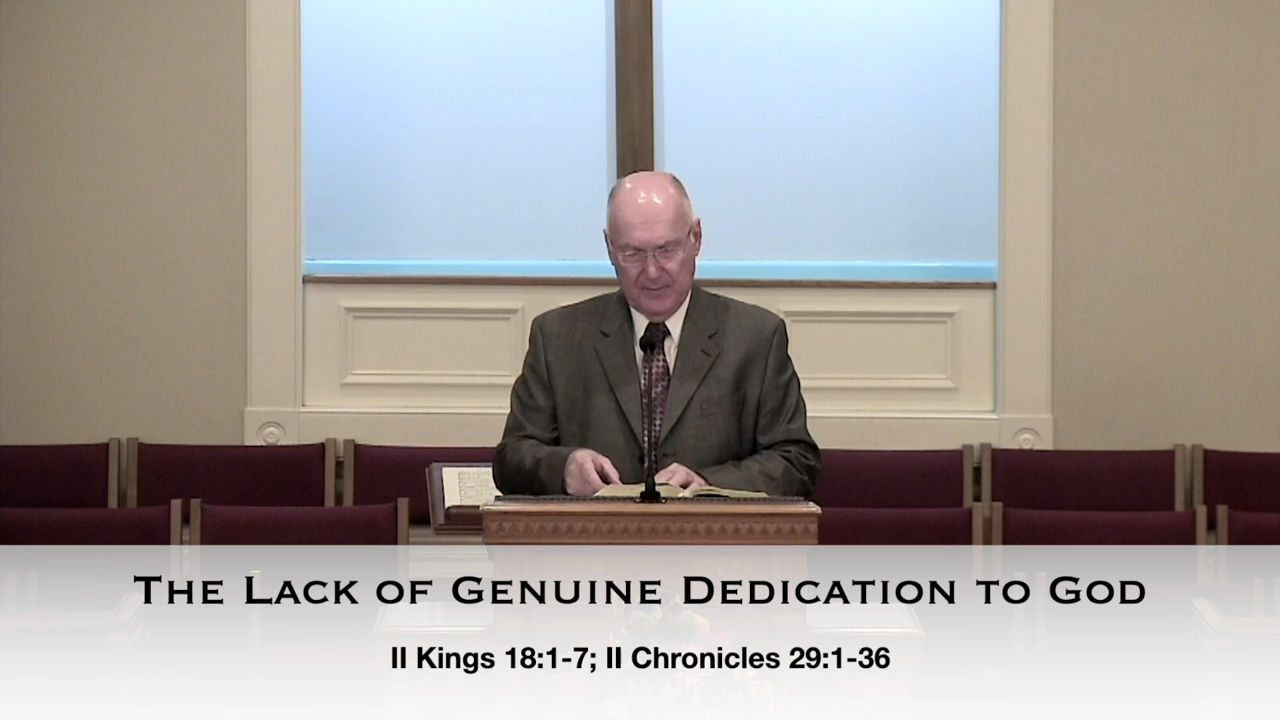 The Lack of Genuine Dedication to God
II Kings 18:1-7; II Chronicles 29:1-36